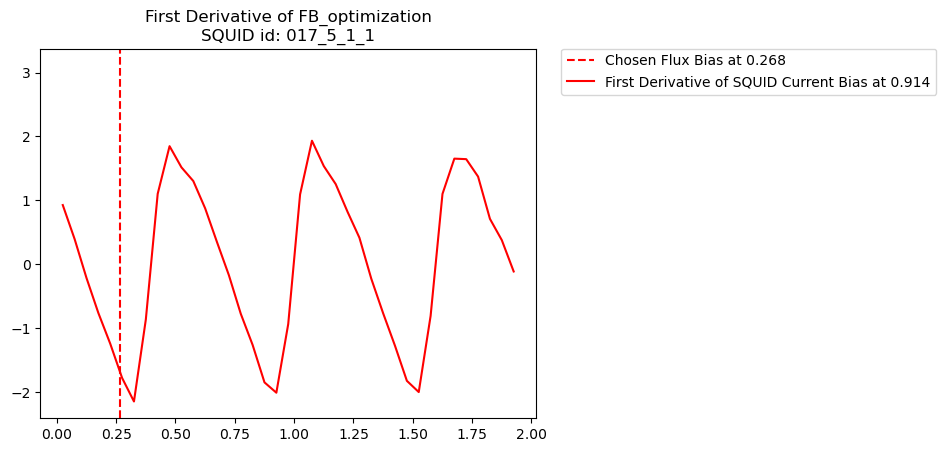 First Derivative of FB_optimization
SQUID id: 017_5_1_1
Chosen Flux Bias at 0.268
First Derivative of SQUID Current Bias at 0.914
3
2
1
0
−1
−2
0.00 0.25 0.50 0.75 1.00 1.25 1.50 1.75 2.00